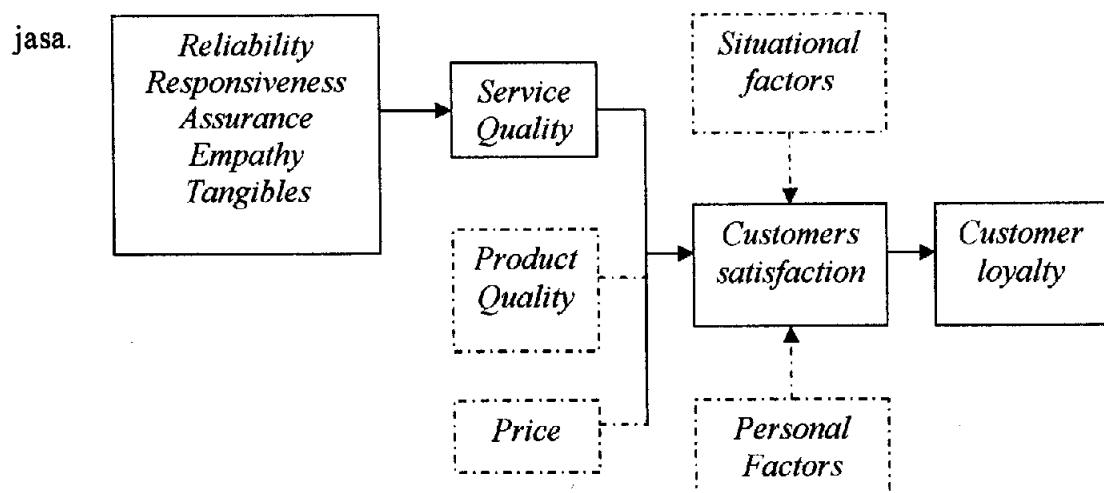 jasa.
Reliability
Responsiveness
Assurance
Empathy
Tangibles
Service
Quality
Product
Quality
Price
Situational
factors
Customers
satisfaction
Personal
Factors
Customer
loyalty